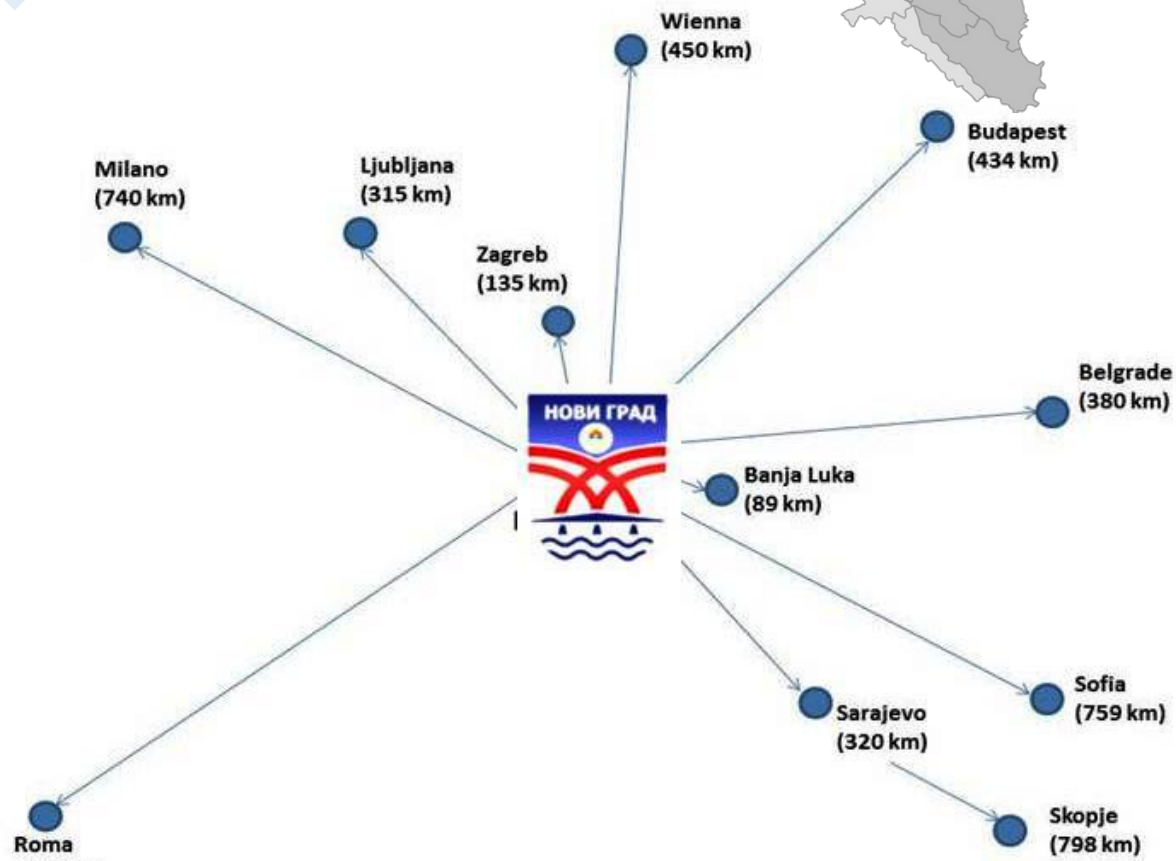 Wienna
(450 km)
Budapest
(434 km)
Milano
(740 km)
Ljubljana
(315 km)
Zagreb
(135 km)
Belgrade
(380 km)
НОВИ ГРАД
Banja Luka
(89 km)
Sofia
(759 km)
Sarajevo
(320 km)
Skopje
(798 km)
Roma